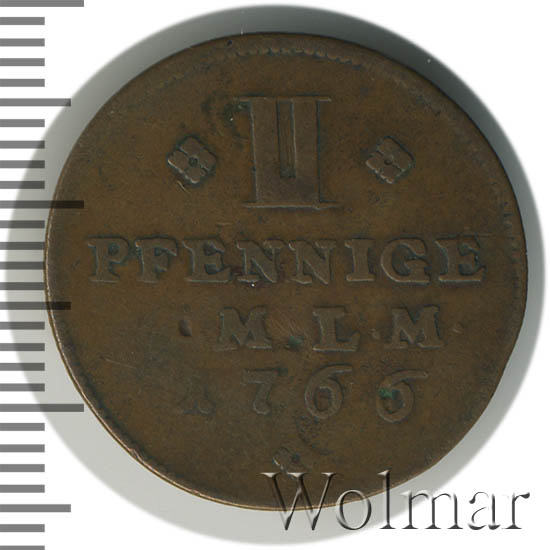 II
PFENNIGE
M.L.M.
1766
Wolmar